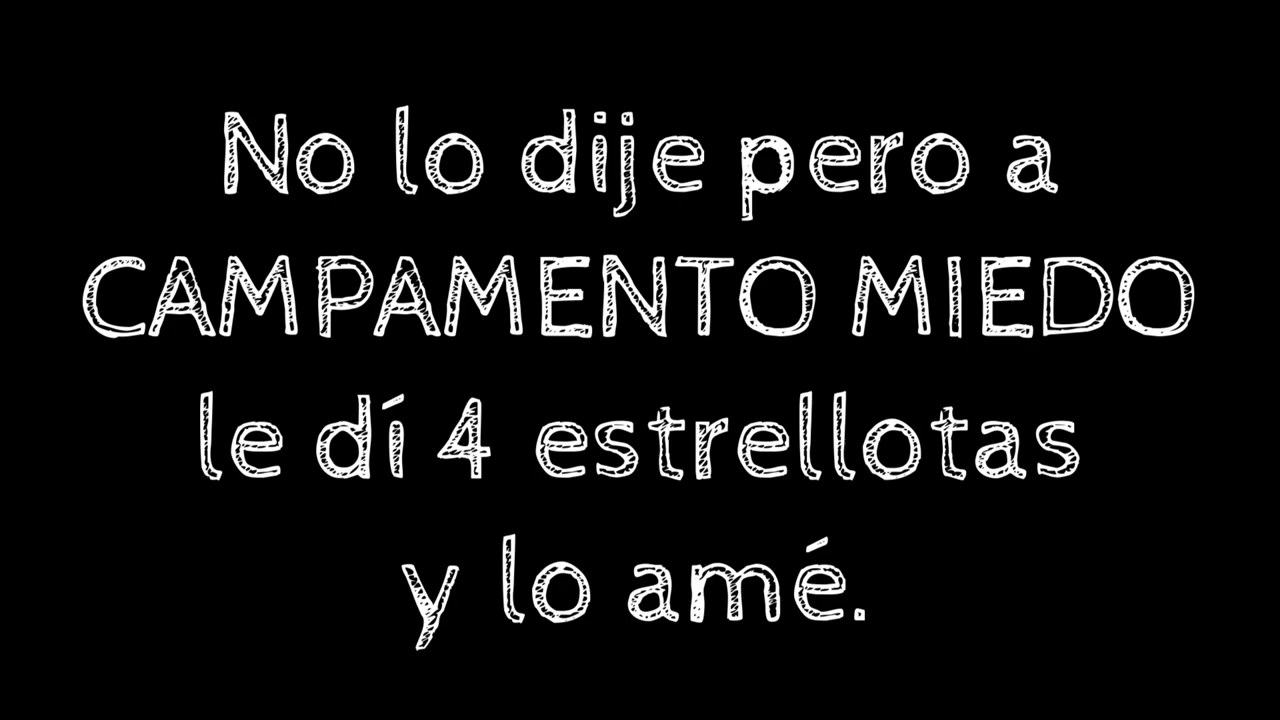 No lo dije pero a
CAMPAMENTO MIEDO
le dí 4 estrellotas
y lo amé.